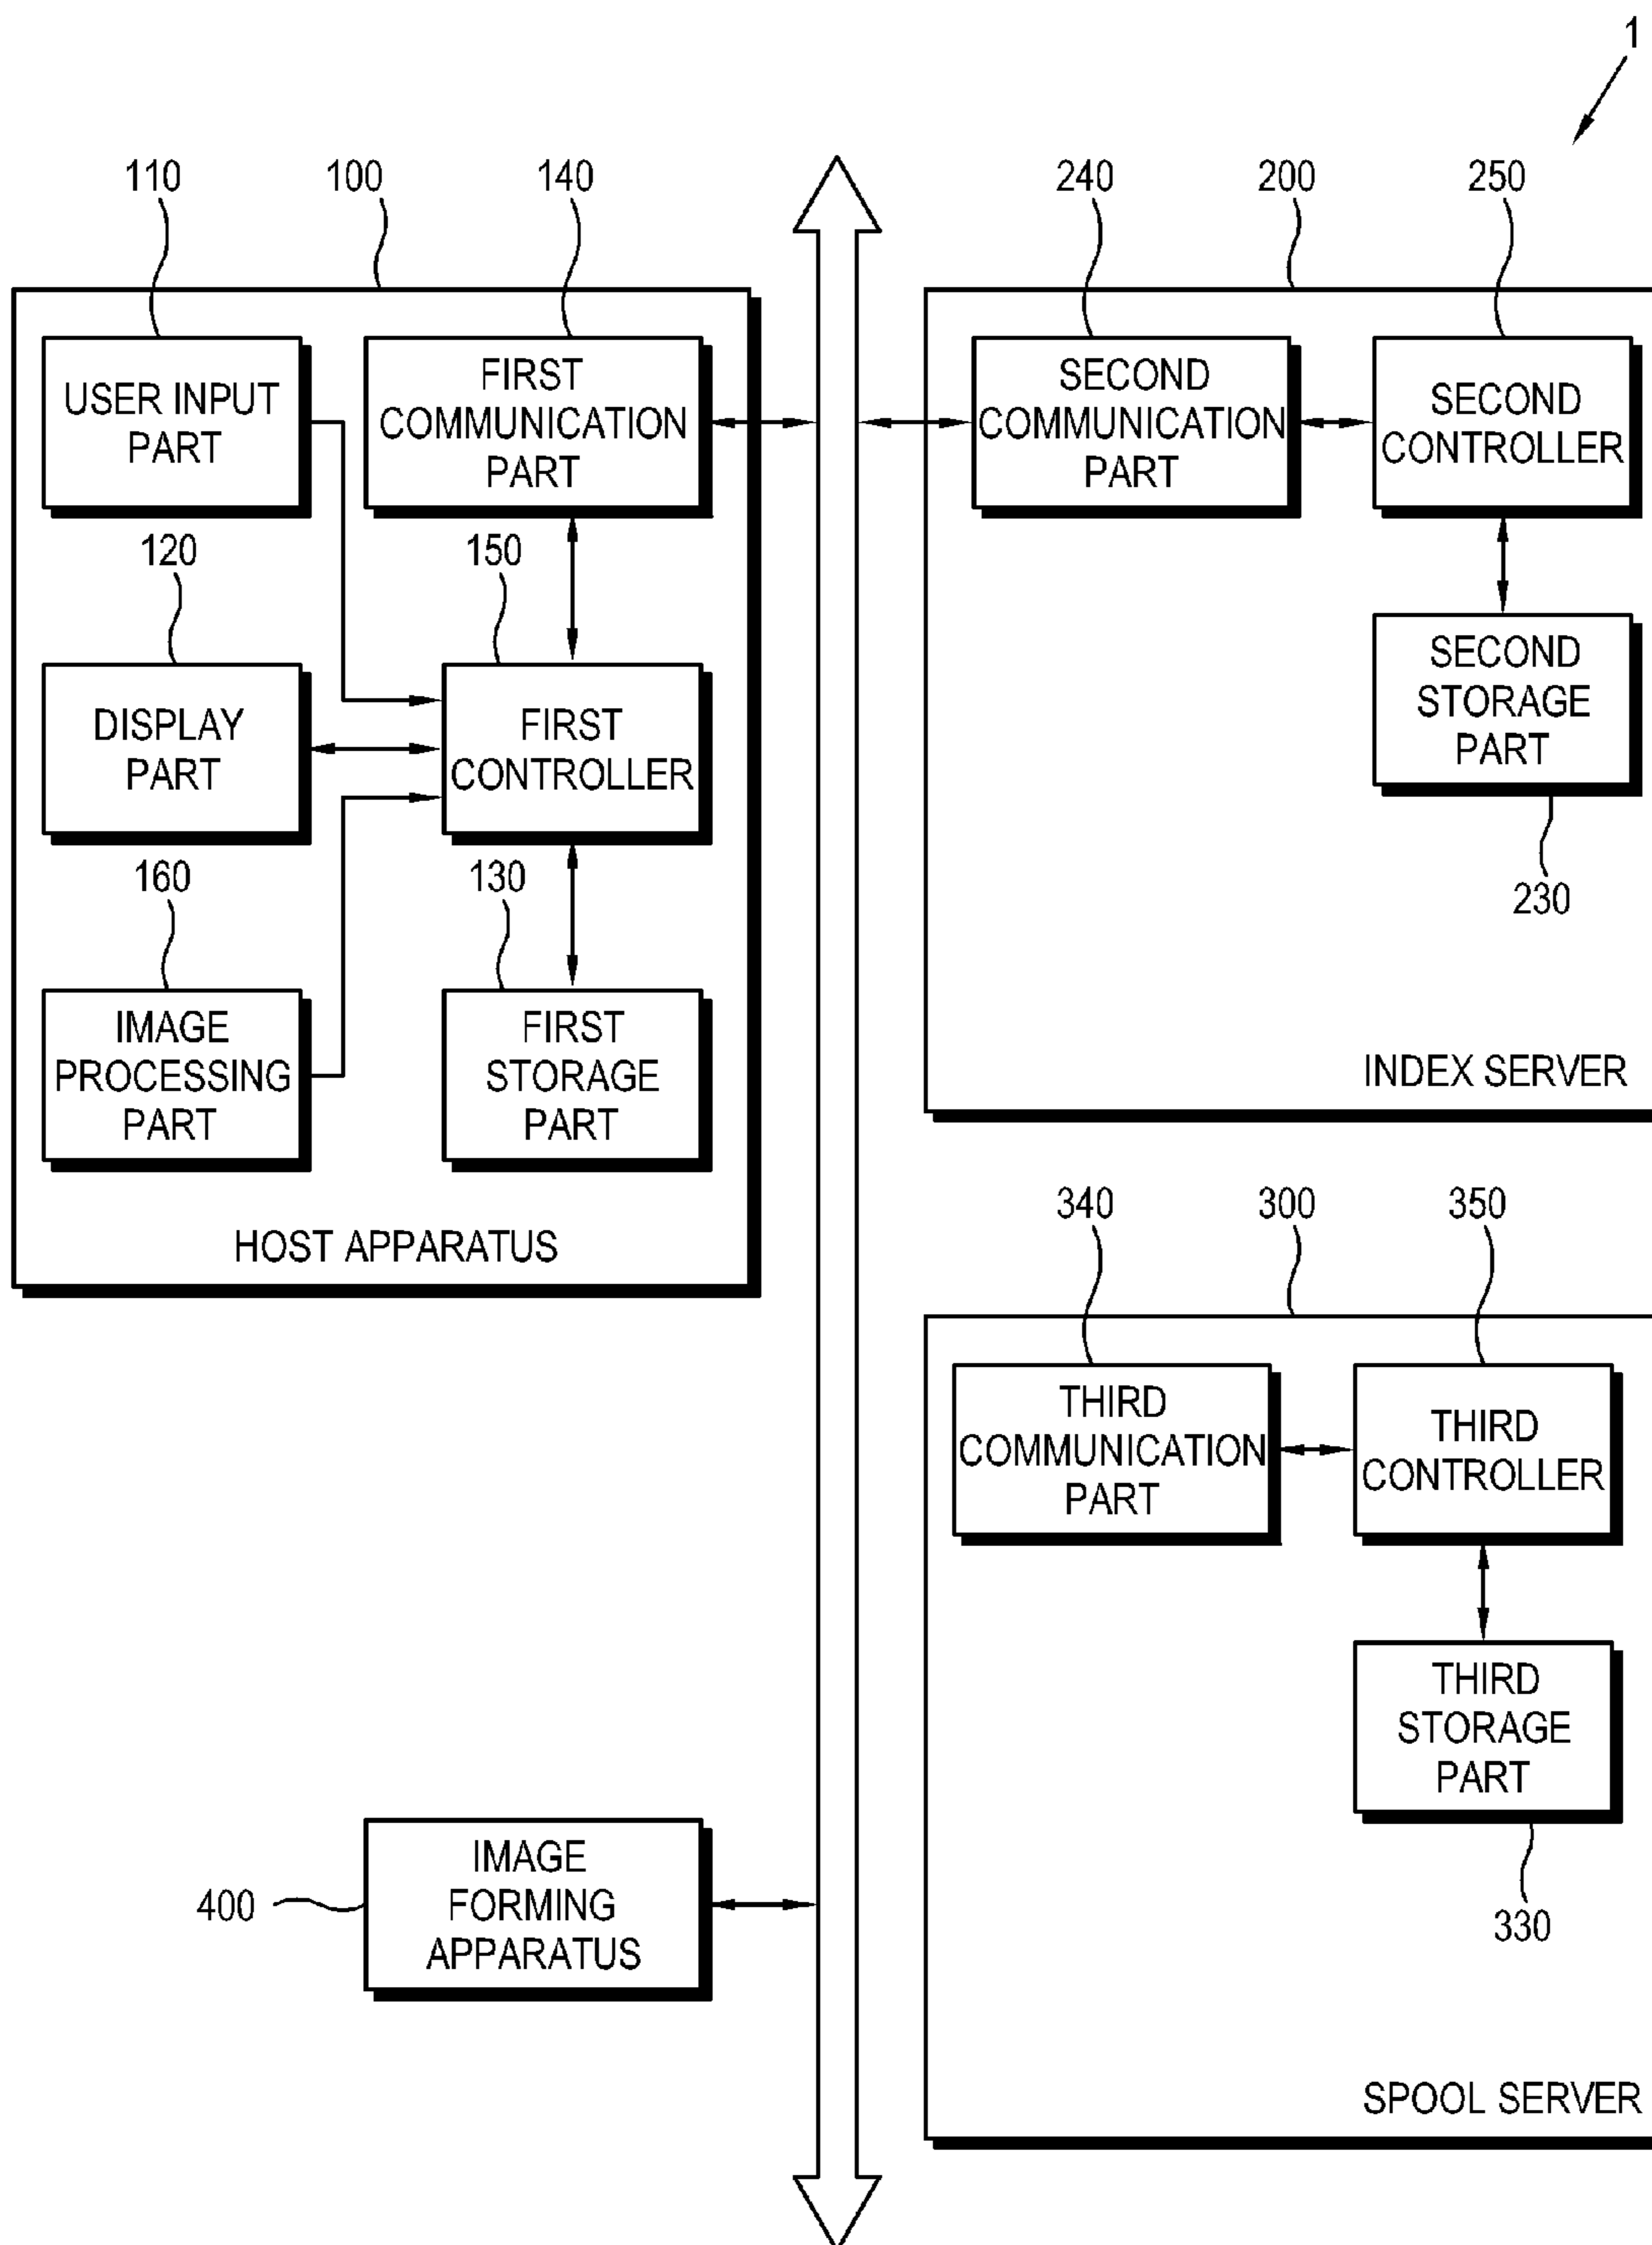 1
110
100
140
240
200
250
USER INPUT
PART
FIRST
COMMUNICATION
PART
SECOND
COMMUNICATION
PART
SECOND
CONTROLLER
120
150
DISPLAY
PART
FIRST
CONTROLLER
SECOND
STORAGE
PART
160
130
230
IMAGE
PROCESSING
PART
FIRST
STORAGE
PART
INDEX SERVER
HOST APPARATUS
340
300
350
THIRD
COMMUNICATION
PART
THIRD
CONTROLLER
THIRD
STORAGE
PART
330
400
IMAGE
FORMING
APPARATUS
SPOOL SERVER